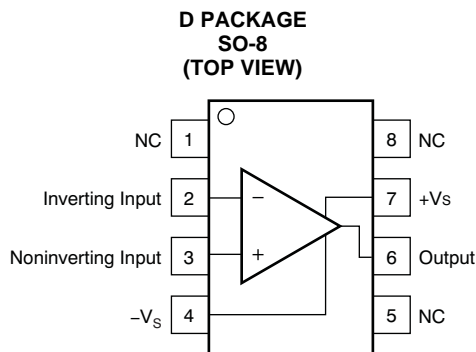 D PACKAGE
SO-8
(TOP VIEW)
NC 1 8 NC
Inverting Input 2 − 7 +Vs
Noninverting Input 3 + 6 Output
−VS 4 5 NC